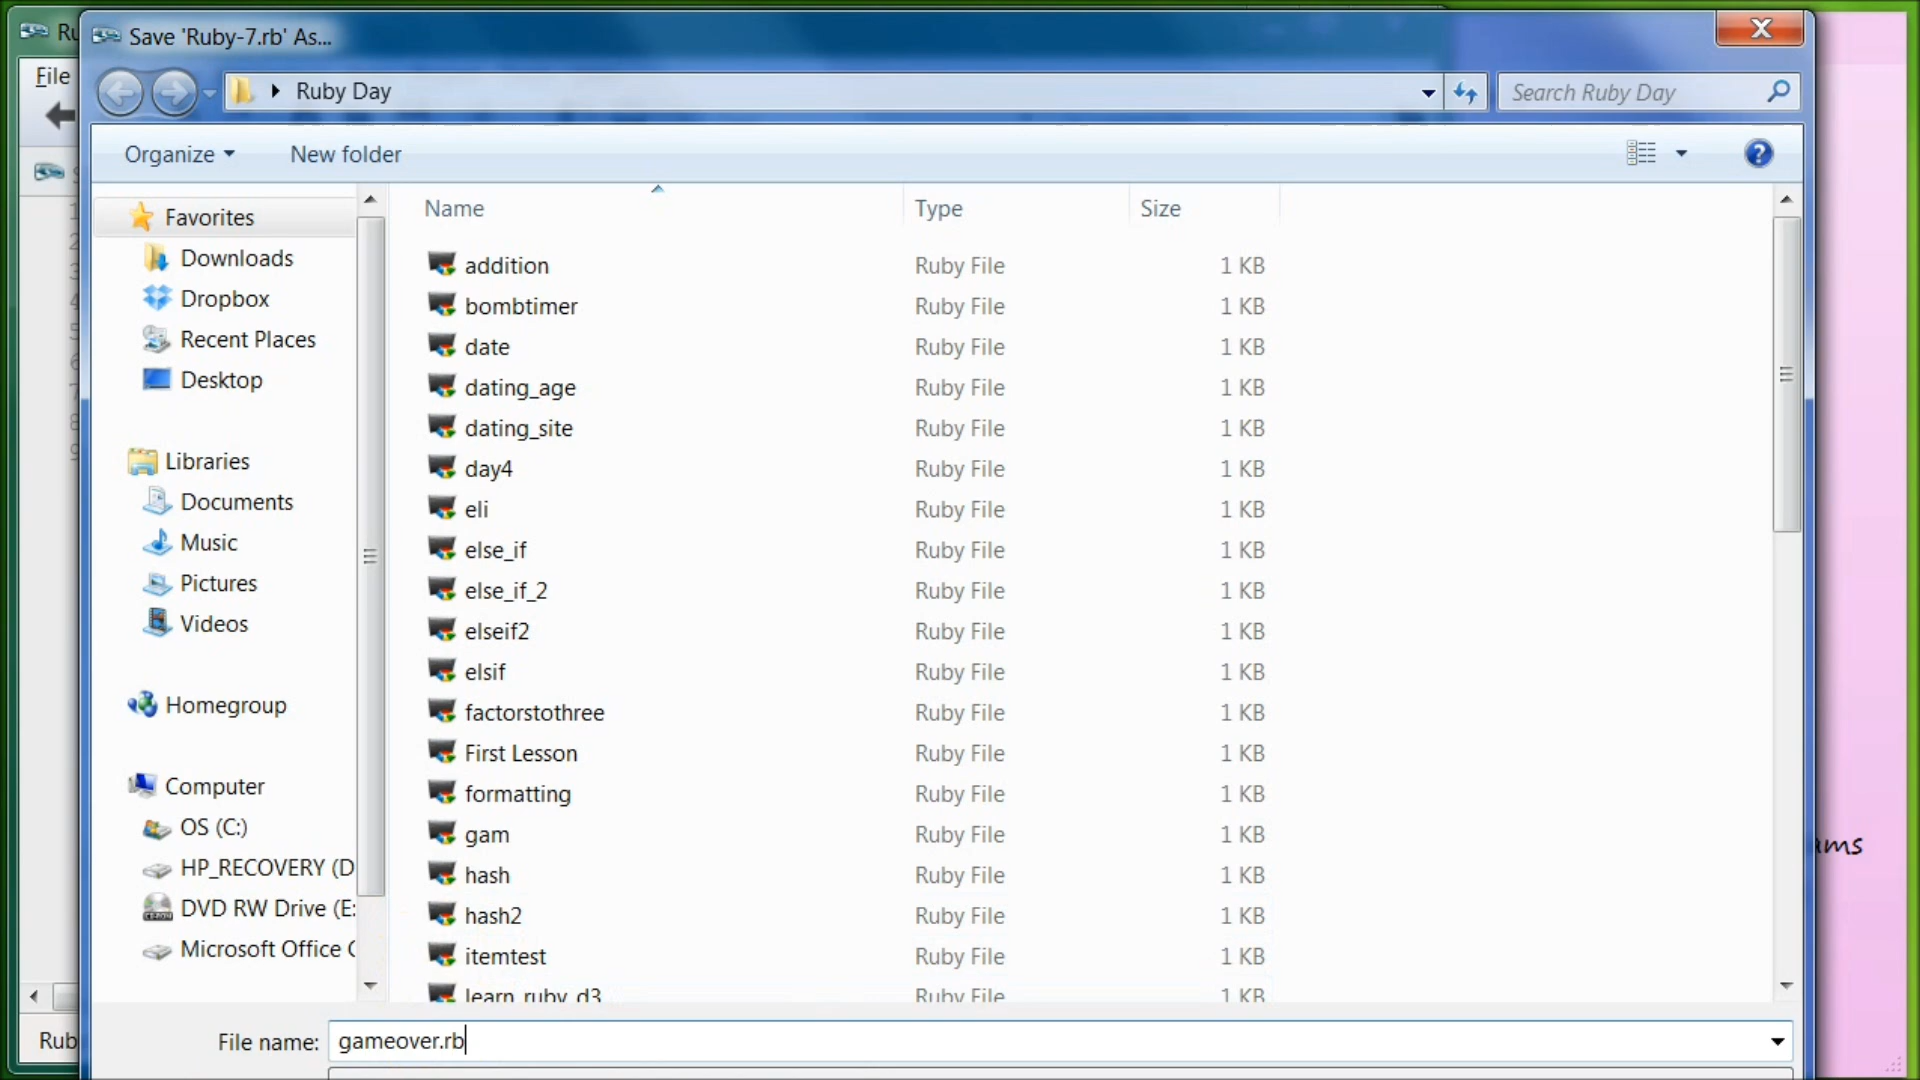 Save 'Ruby-7.rb' As...
File
Ruby Day
Search Ruby Day
Organize
New folder
Name Type Size
Favorites
Downloads
Dropbox
Recent Places
Desktop
Libraries
Documents
Music
Pictures
Videos
Homegroup
Computer
OS (C:)
HP_RECOVERY (D
DVD RW Drive (E:
Microsoft Office
addition Ruby File 1 KB
bombtimer Ruby File 1 KB
date Ruby File 1 KB
dating_age Ruby File 1 KB
dating_site Ruby File 1 KB
day4 Ruby File 1 KB
eli Ruby File 1 KB
else_if Ruby File 1 KB
else_if_2 Ruby File 1 KB
elseif2 Ruby File 1 KB
elsif Ruby File 1 KB
factorstothree Ruby File 1 KB
First Lesson Ruby File 1 KB
formatting Ruby File 1 KB
gam Ruby File 1 KB
hash Ruby File 1 KB
hash2 Ruby File 1 KB
itemtest Ruby File 1 KB
learn_ruby_d3 Ruby File 1 KB
File name: gameover.rb
Rub